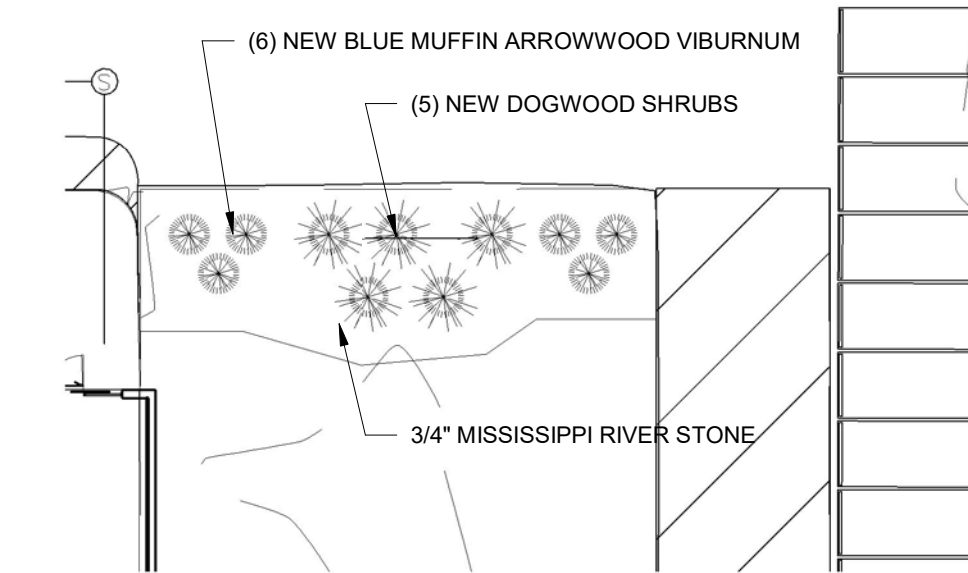 (6) NEW BLUE MUFFIN ARROWWOOD VIBURNUM
S
(5) NEW DOGWOOD SHRUBS
3/4" MISSISSIPPI RIVER STONE